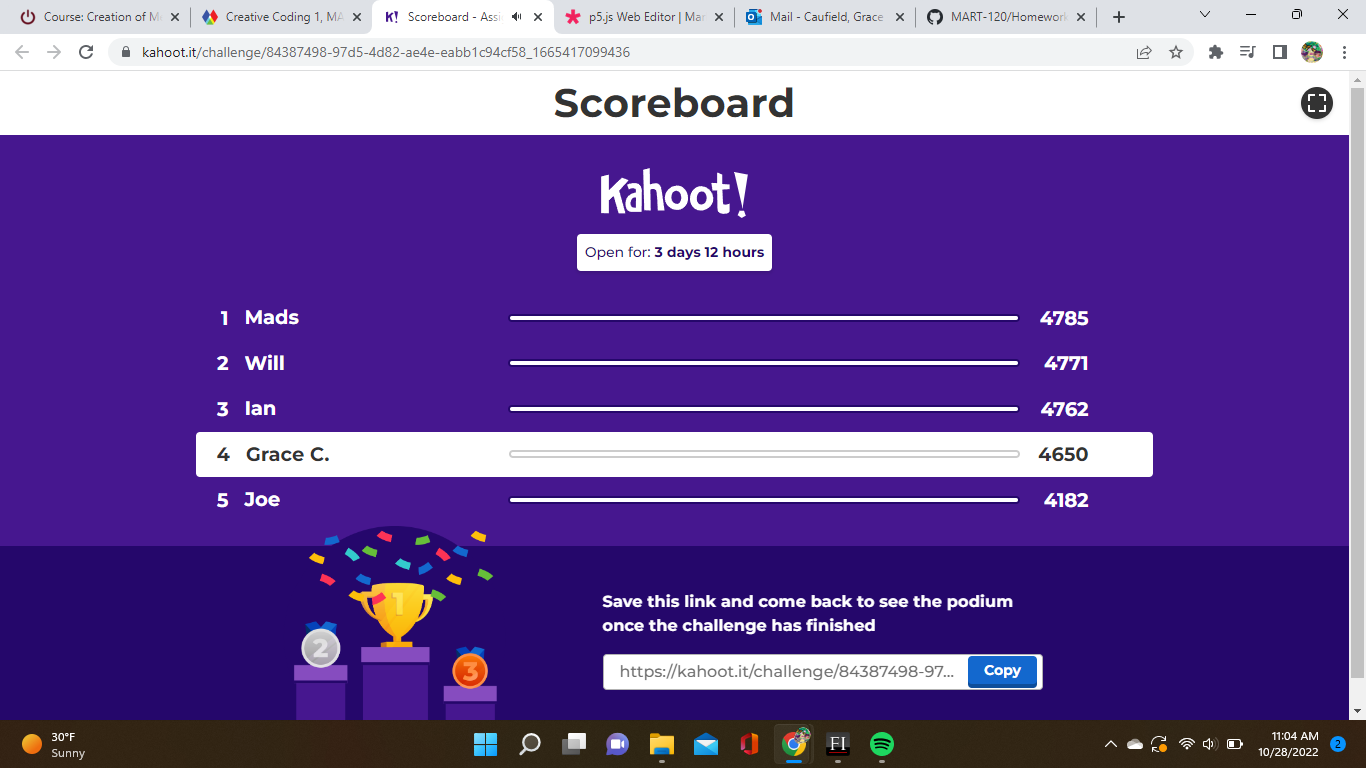 Course: Creation of M
Creative Coding 1, MA
Scoreboard - Assi
p5.js Web Editor | Mar
Mail - Caufield, Grace
MART-120/Homework
kahoot.it/challenge/84387498-97d5-4d82-ae4e-eabb1c94cf58_1665417099436
Scoreboard
Kahoot!
Open for: 3 days 12 hours
1 Mads 4785
2 Will 4771
3 Ian 4762
4 Grace C. 4650
5 Joe 4182
1
2
3
Save this link and come back to see the podium
once the challenge has finished
https://kahoot.it/challenge/84387498-97...
Copy
30°F
Sunny
FI
11:04 AM
10/28/2022
2